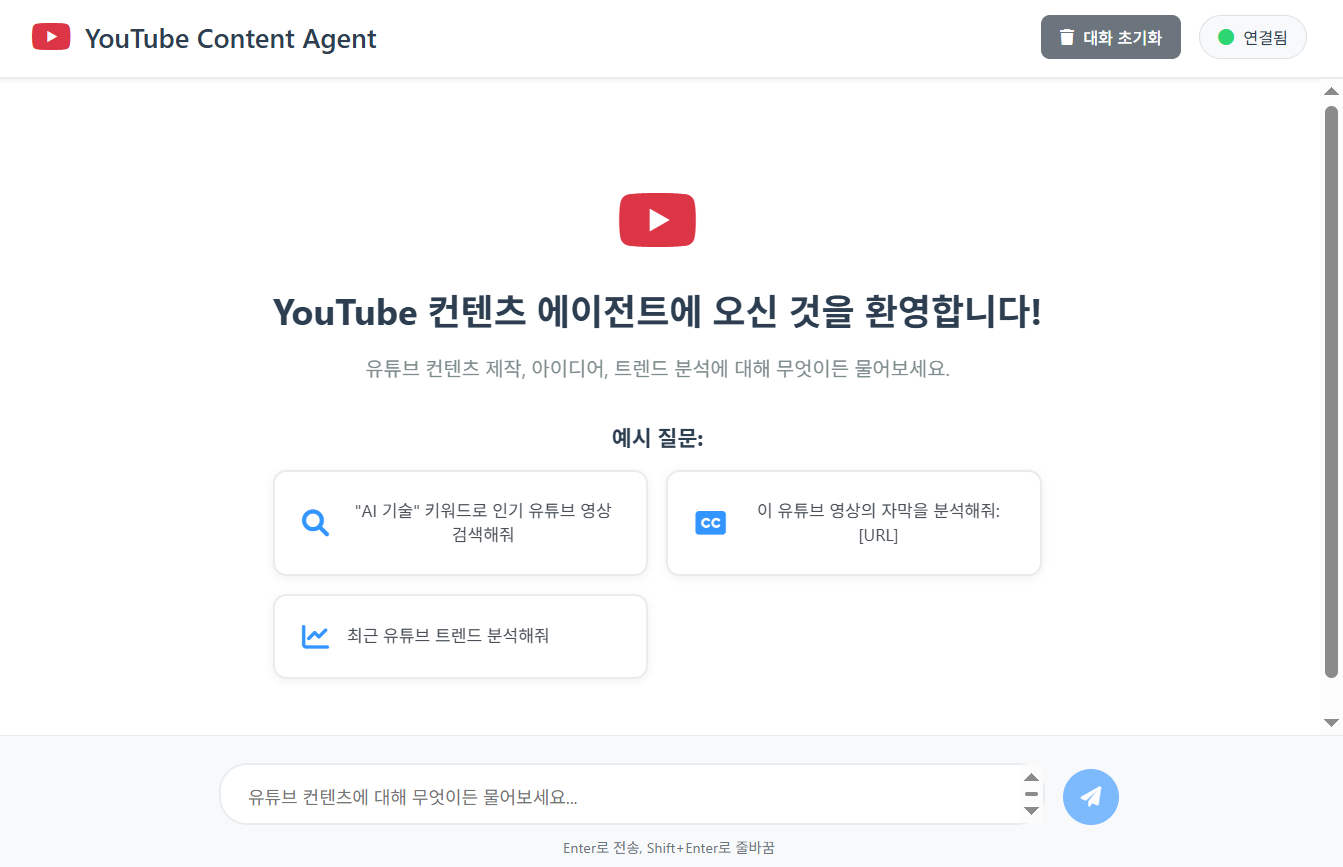 YouTube Content Agent
대화 초기화
연결됨
YouTube 컨텐츠 에이전트에 오신 것을 환영합니다!
유튜브 컨텐츠 제작, 아이디어, 트렌드 분석에 대해 무엇이든 물어보세요.
예시 질문:
"AI 기술" 키워드로 인기 유튜브 영상
검색해줘
CC
이 유튜브 영상의 자막을 분석해줘:
[URL]
최근 유튜브 트렌드 분석해줘
유튜브 컨텐츠에 대해 무엇이든 물어보세요...
Enter로 전송, Shift+Enter로 줄바꿈